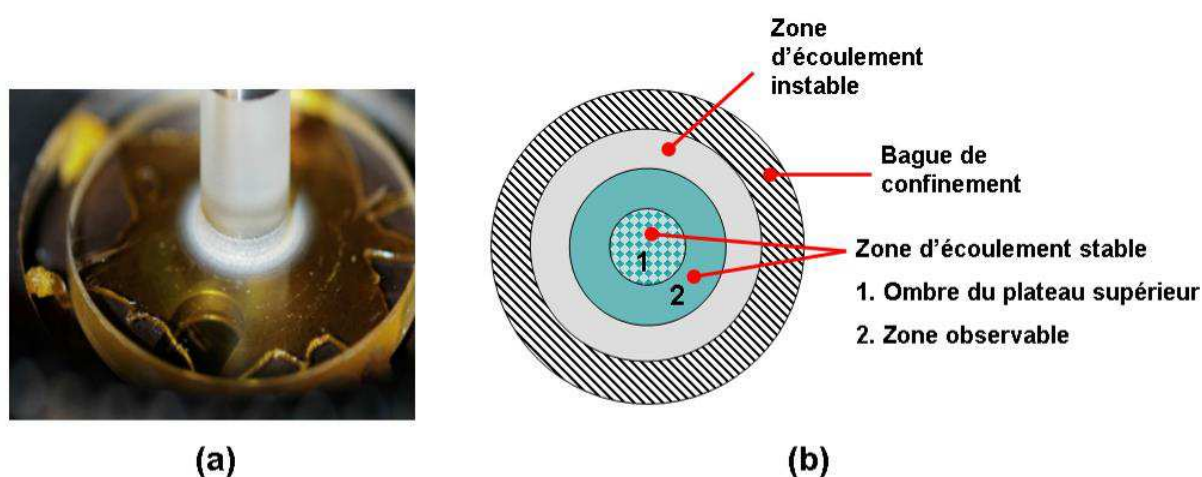 Zone
d'écoulement
instable
Bague de
confinement
Zone d'écoulement stable
1. Ombre du plateau supérieur
2. Zone observable
1
2
(a)
(b)